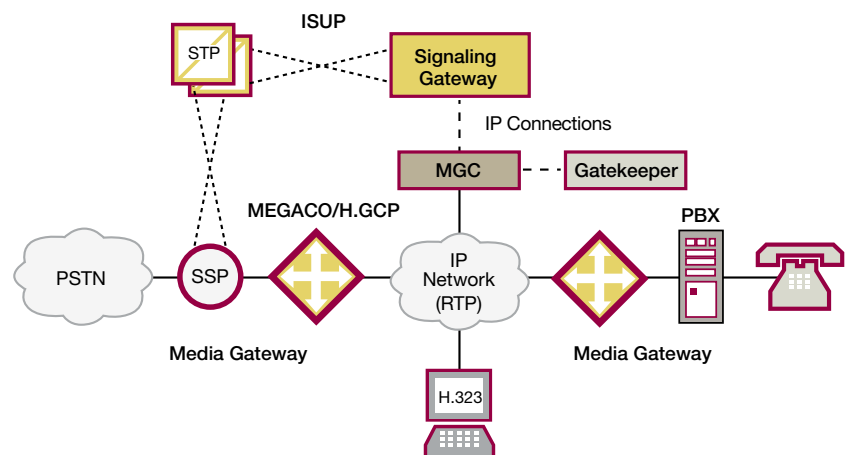 ISUP
STP
Signaling
Gateway
IP Connections
MGC
Gatekeeper
MEGACO/H.GCP
PBX
PSTN
SSP
IP
Network
(RTP)
Media Gateway
Media Gateway
H.323